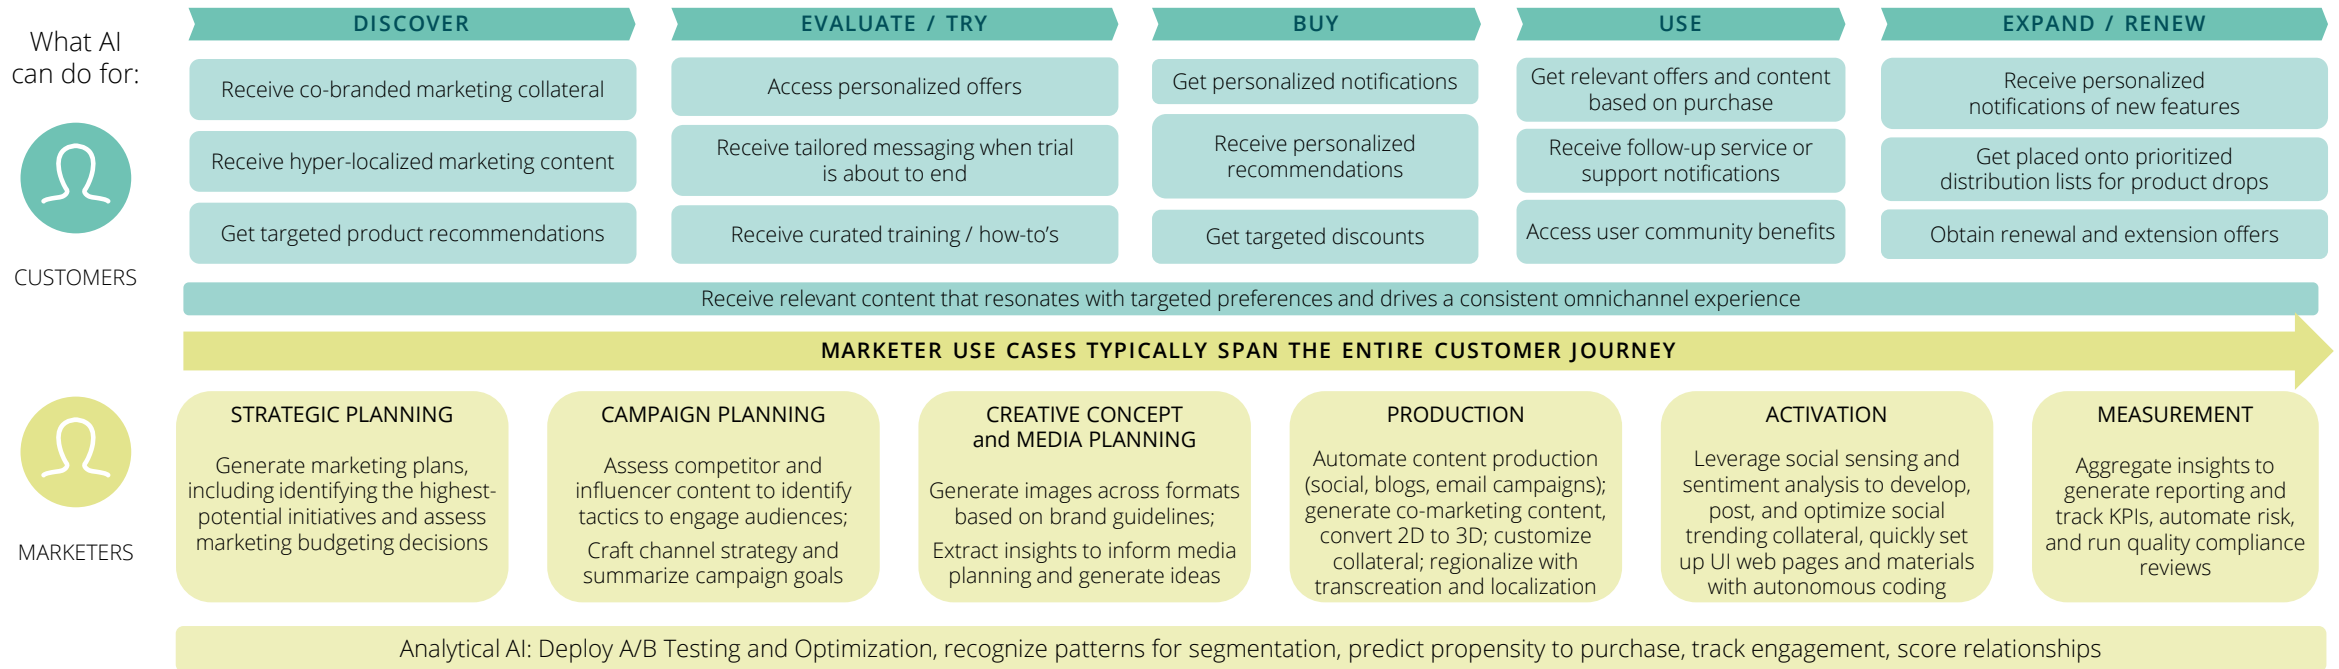 What AI
can do for:
DISCOVER
EVALUATE / TRY
BUY
USE
EXPAND / RENEW
CUSTOMERS
Receive co-branded marketing collateral
Receive hyper-localized marketing content
Get targeted product recommendations
Access personalized offers
Receive tailored messaging when trial
is about to end
Receive curated training / how-to’s
Get personalized notifications
Receive personalized
recommendations
Get targeted discounts
Get relevant offers and content
based on purchase
Receive follow-up service or
support notifications
Access user community benefits
Receive personalized
notifications of new features
Get placed onto prioritized
distribution lists for product drops
Obtain renewal and extension offers
Receive relevant content that resonates with targeted preferences and drives a consistent omnichannel experience
MARKETER USE CASES TYPICALLY SPAN THE ENTIRE CUSTOMER JOURNEY
MARKETERS
STRATEGIC PLANNING
Generate marketing plans,
including identifying the highest-
potential initiatives and assess
marketing budgeting decisions
CAMPAIGN PLANNING
Assess competitor and
influencer content to identify
tactics to engage audiences;
Craft channel strategy and
summarize campaign goals
CREATIVE CONCEPT
and MEDIA PLANNING
Generate images across formats
based on brand guidelines;
Extract insights to inform media
planning and generate ideas
PRODUCTION
Automate content production
(social, blogs, email campaigns);
generate co-marketing content,
convert 2D to 3D; customize
collateral; regionalize with
transcreation and localization
ACTIVATION
Leverage social sensing and
sentiment analysis to develop,
post, and optimize social
trending collateral, quickly set
up UI web pages and materials
with autonomous coding
MEASUREMENT
Aggregate insights to
generate reporting and
track KPIs, automate risk,
and run quality compliance
reviews
Analytical AI: Deploy A/B Testing and Optimization, recognize patterns for segmentation, predict propensity to purchase, track engagement, score relationships